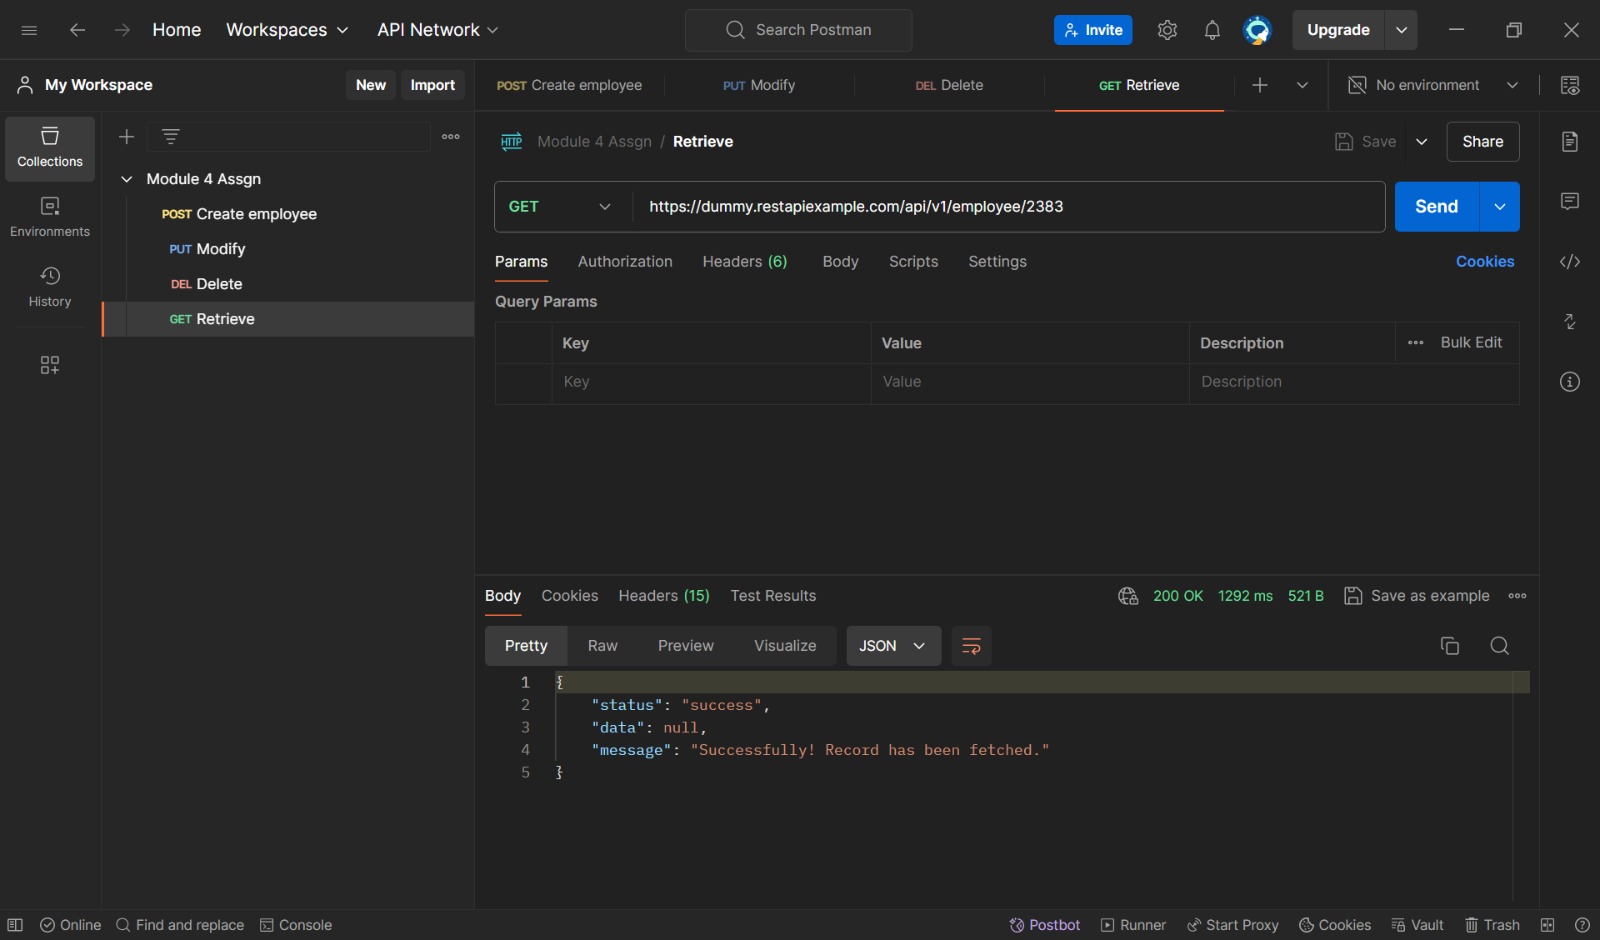 Home Workspaces API Network Search Postman Invite Upgrade
My Workspace New Import
POST Create employee PUT Modify DEL Delete GET Retrieve No environment
Collections
Environments
History
Module 4 Assgn
POST Create employee
PUT Modify
DEL Delete
GET Retrieve
HTTP Module 4 Assgn / Retrieve Save Share
GET https://dummy.restapiexample.com/api/v1/employee/2383 Send
Params Authorization Headers (6) Body Scripts Settings Cookies
Query Params
Key Value Description Bulk Edit
Key Value Description
Body Cookies Headers (15) Test Results 200 OK 1292 ms 521 B Save as example
Pretty Raw Preview Visualize JSON
1 {
2 "status": "success",
3 "data": null,
4 "message": "Successfully! Record has been fetched."
5 }
Online Find and replace Console Postbot Runner Start Proxy Cookies Vault Trash